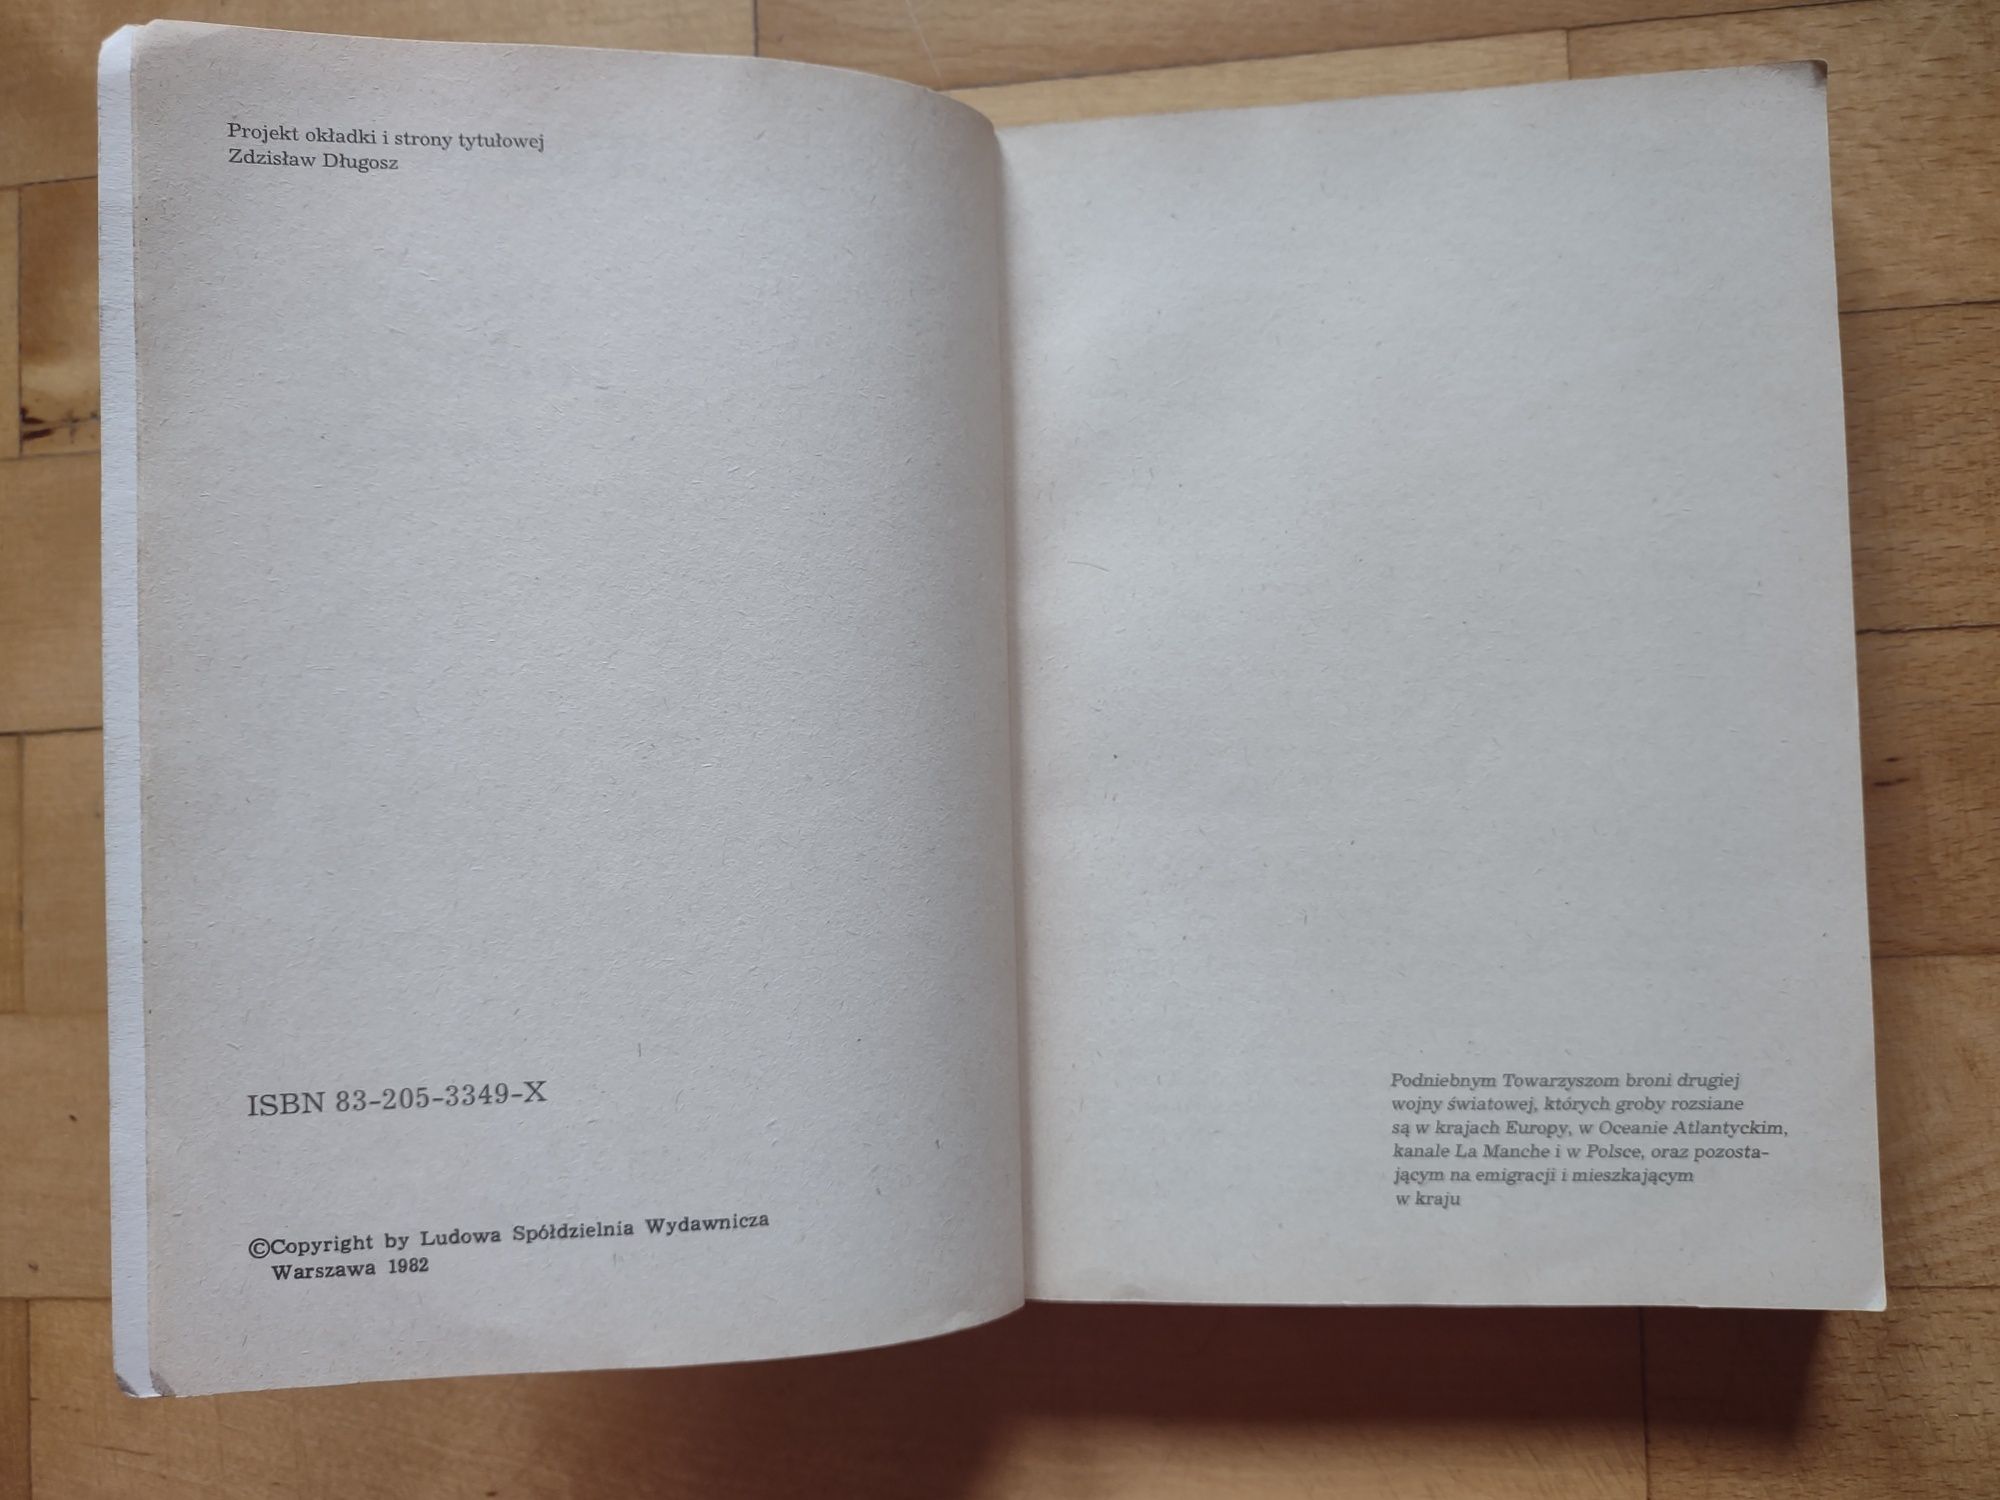 Projekt okładki i strony tytułowej
Zdzisław Długosz
ISBN 83-205-3349-X
©Copyright by Ludowa Spółdzielnia Wydawnicza
Warszawa 1982
Podniebnym Towarzyszom broni drugiej
wojny światowej, których groby rozsiane
są w krajach Europy, w Oceanie Atlantyckim,
kanale La Manche i w Polsce, oraz pozosta-
jącym na emigracji i mieszkającym
w kraju